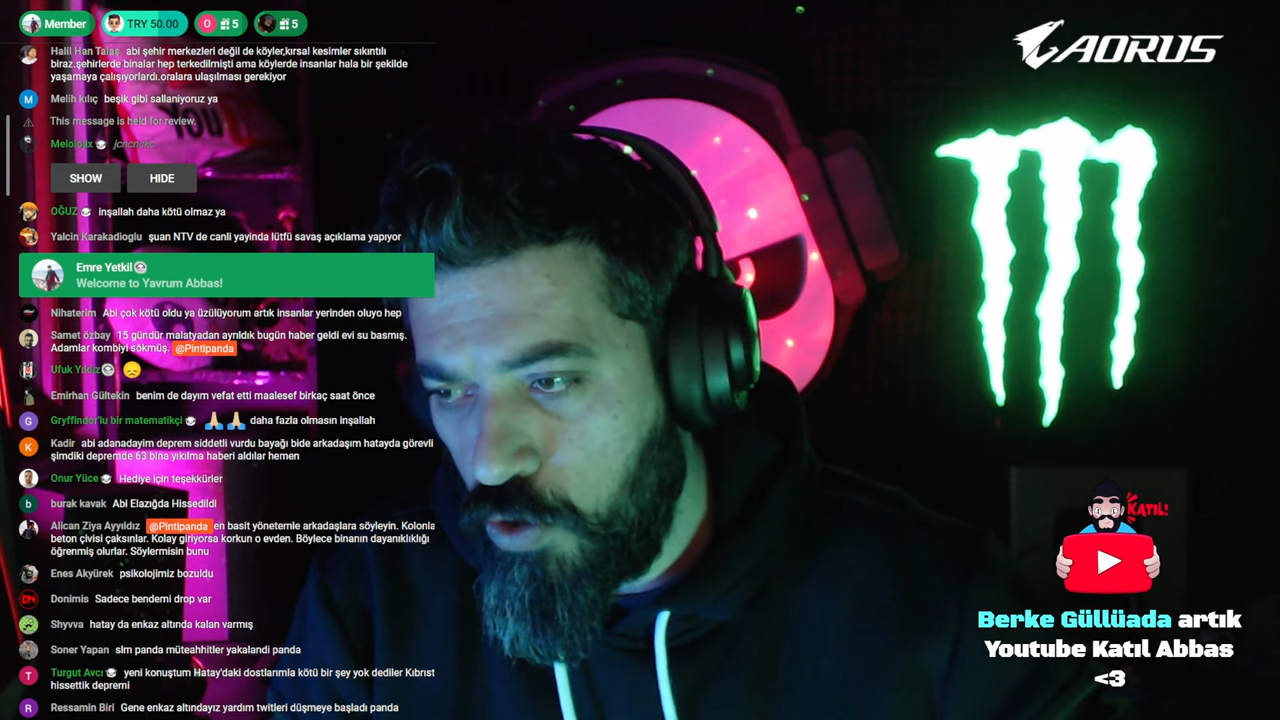 Member TRY 50.00 O 5 5
AORUS
Halil Han Talaş abi şehir merkezleri değil de köyler,kırsal kesimler sıkıntılı
biraz.şehirlerde binalar hep terkedilmişti ama köylerde insanlar hala bir şekilde
yaşamaya çalışıyorlardı.oralara ulaşılması gerekiyor
M Melih kılıç beşik gibi sallaniyoruz ya
This message is held for review.
SHOW HIDE
OĞUZ inşallah daha kötü olmaz ya
Yalcin Karakadioglu şuan NTV de canli yayinda lütfü savaş açıklama yapıyor
Emre Yetkil
Welcome to Yavrum Abbas!
Nihaterim Abi çok kötü oldu ya üzülüyorum artık insanlar yerinden oluyo hep
Samet özbay 15 gündür malatyadan ayrıldık bugün haber geldi evi su basmış.
Adamlar kombiyi sökmüş. @Pintipanda
Ufuk Yıldız
Emirhan Gültekin benim de dayım vefat etti maalesef birkaç saat önce
G Gryffindor'lu bir matematikçi daha fazla olmasın inşallah
K Kadir abi adanadayim deprem siddetli vurdu bayağı bide arkadaşım hatayda görevli
şimdiki depremde 63 bina yıkılma haberi aldılar hemen
Onur Yüce Hediye için teşekkürler
b burak kavak Abi Elazığda Hissedildi
Alican Ziya Ayyıldız @Pintipanda en basit yönetemle arkadaşlara söyleyin. Kolonla
beton çivisi çaksınlar. Kolay giriyorsa korkun o evden. Böylece binanın dayanıklıklığı
öğrenmiş olurlar. Söylermisin bunu
Enes Akyürek psikolojimiz bozuldu
Donimis Sadece bendemi drop var
Shyvva hatay da enkaz altında kalan varmış
Soner Yapan slm panda müteahhitler yakalandi panda
T Turgut Avcı yeni konuştum Hatay'daki dostlarımla kötü bir şey yok dediler Kıbrıst
hissettik depremi
R Ressamin Biri Gene enkaz altındayız yardım twitleri düşmeye başladı panda
You
KATIL!
Berke Güllüada artık
Youtube Katıl Abbas
<3